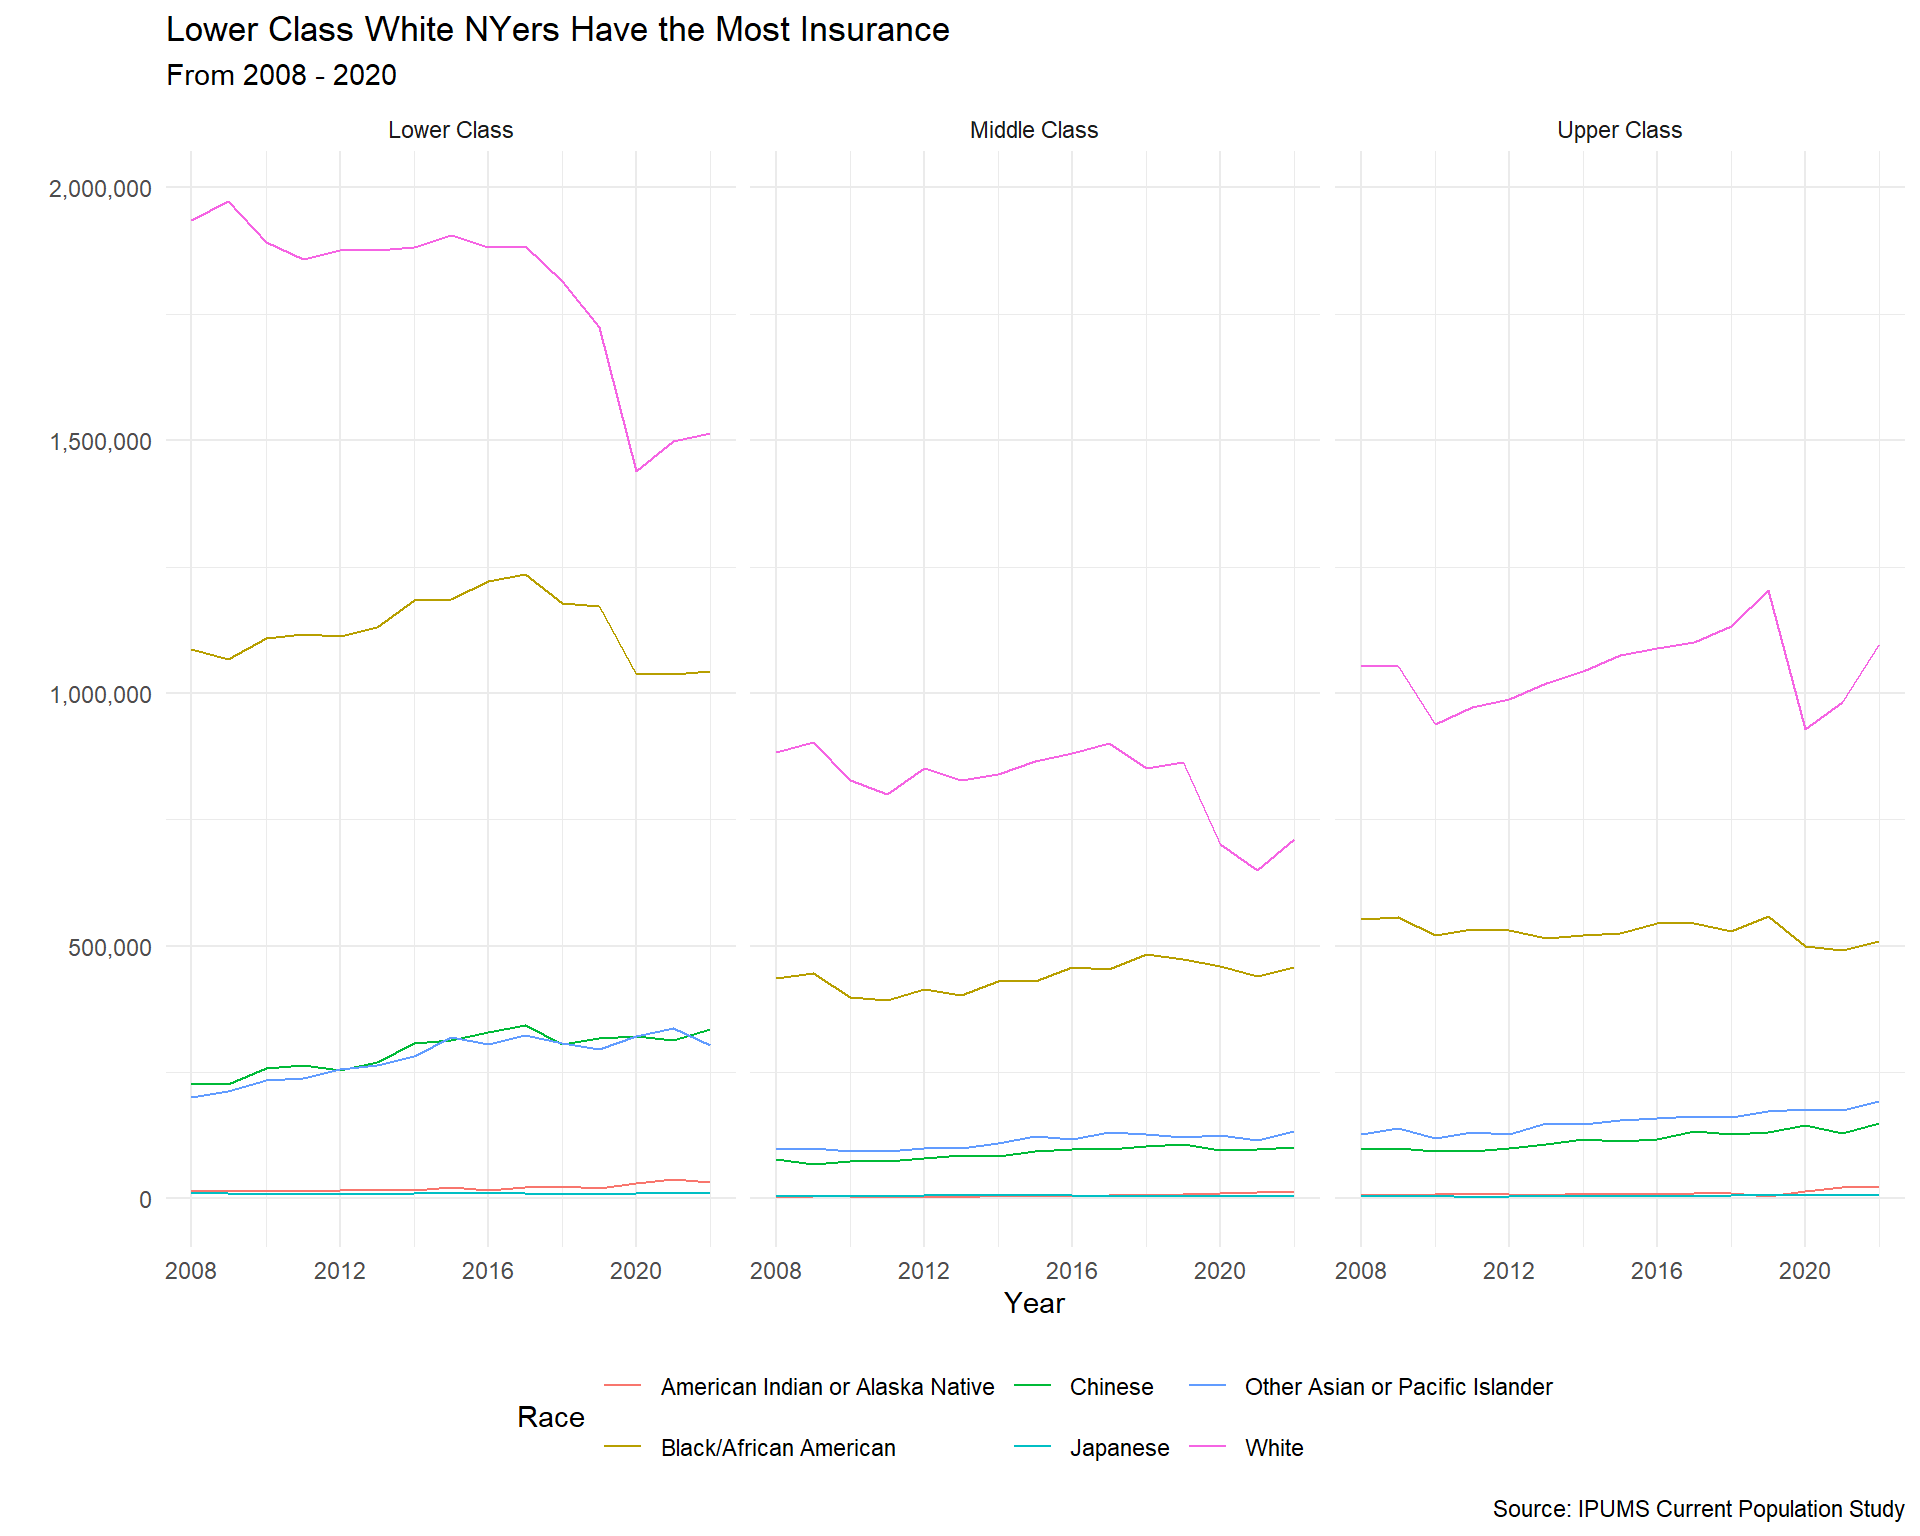 Lower Class White NYers Have the Most Insurance
From 2008 - 2020
Lower Class Middle Class Upper Class
2,000,000
1,500,000
1,000,000
500,000
0
2008 2012 2016 2020 2008 2012 2016 2020 2008 2012 2016 2020
Year
Race
American Indian or Alaska Native Chinese Other Asian or Pacific Islander
Black/African American Japanese White
Source: IPUMS Current Population Study